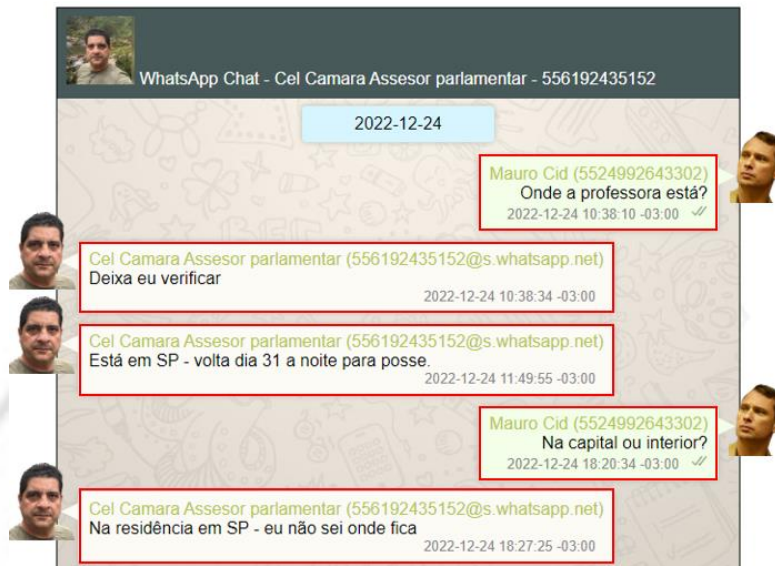 WhatsApp Chat - Cel Camara Assesor parlamentar - 556192435152
2022-12-24
Mauro Cid (5524992643302)
Onde a professora está?
2022-12-24 10:38:10 -03:00
Cel Camara Assesor parlamentar (556192435152@s.whatsapp.net)
Deixa eu verificar
2022-12-24 10:38:34 -03:00
Cel Camara Assesor parlamentar (556192435152@s.whatsapp.net)
Está em SP - volta dia 31 a noite para posse.
2022-12-24 11:49:55 -03:00
Mauro Cid (5524992643302)
Na capital ou interior?
2022-12-24 18:20:34 -03:00
Cel Camara Assesor parlamentar (556192435152@s.whatsapp.net)
Na residência em SP - eu não sei onde fica
2022-12-24 18:27:25 -03:00